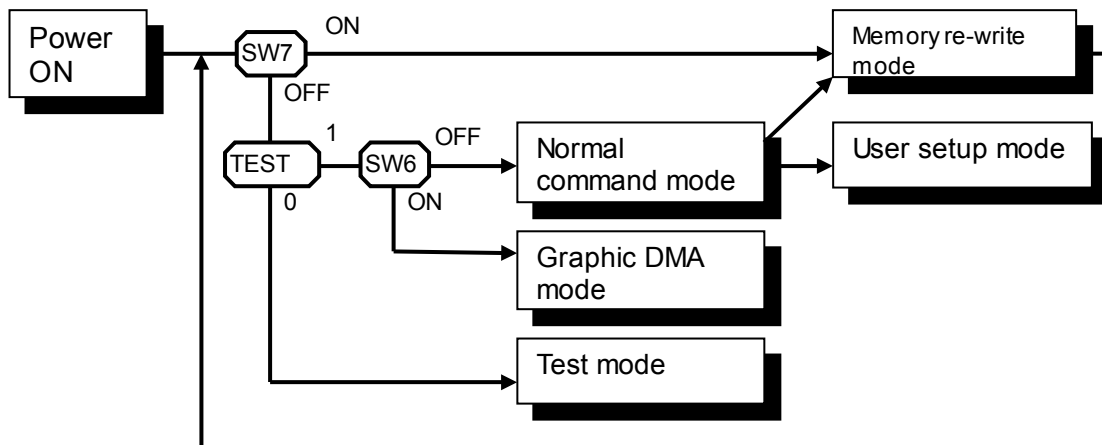 Power
ON
SW7
ON
Memory re-write
mode
OFF
TEST
1
SW6
OFF
Normal
command mode
User setup mode
0
ON
Graphic DMA
mode
Test mode